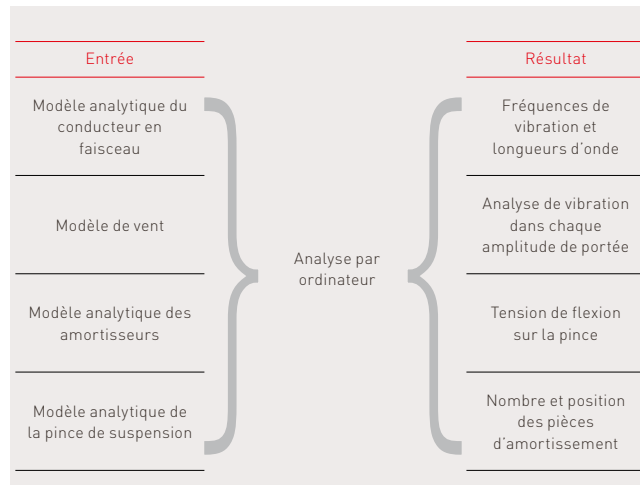 Entrée
Modèle analytique du
conducteur en
faisceau
Modèle de vent
Modèle analytique des
amortisseurs
Modèle analytique de
la pince de suspension
Analyse par
ordinateur
Résultat
Fréquences de
vibration et
longueurs d'onde
Analyse de vibration
dans chaque
amplitude de portée
Tension de flexion
sur la pince
Nombre et position
des pièces
d'amortissement